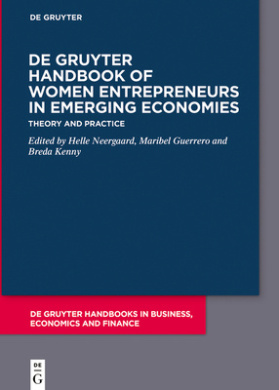 DE GRUYTER
DE GRUYTER
HANDBOOK OF
WOMEN ENTREPRENEURS
IN EMERGING ECONOMIES
THEORY AND PRACTICE
Edited by Helle Neergaard, Maribel Guerrero and
Breda Kenny
DE GRUYTER HANDBOOKS IN BUSINESS,
ECONOMICS AND FINANCE
DE
G